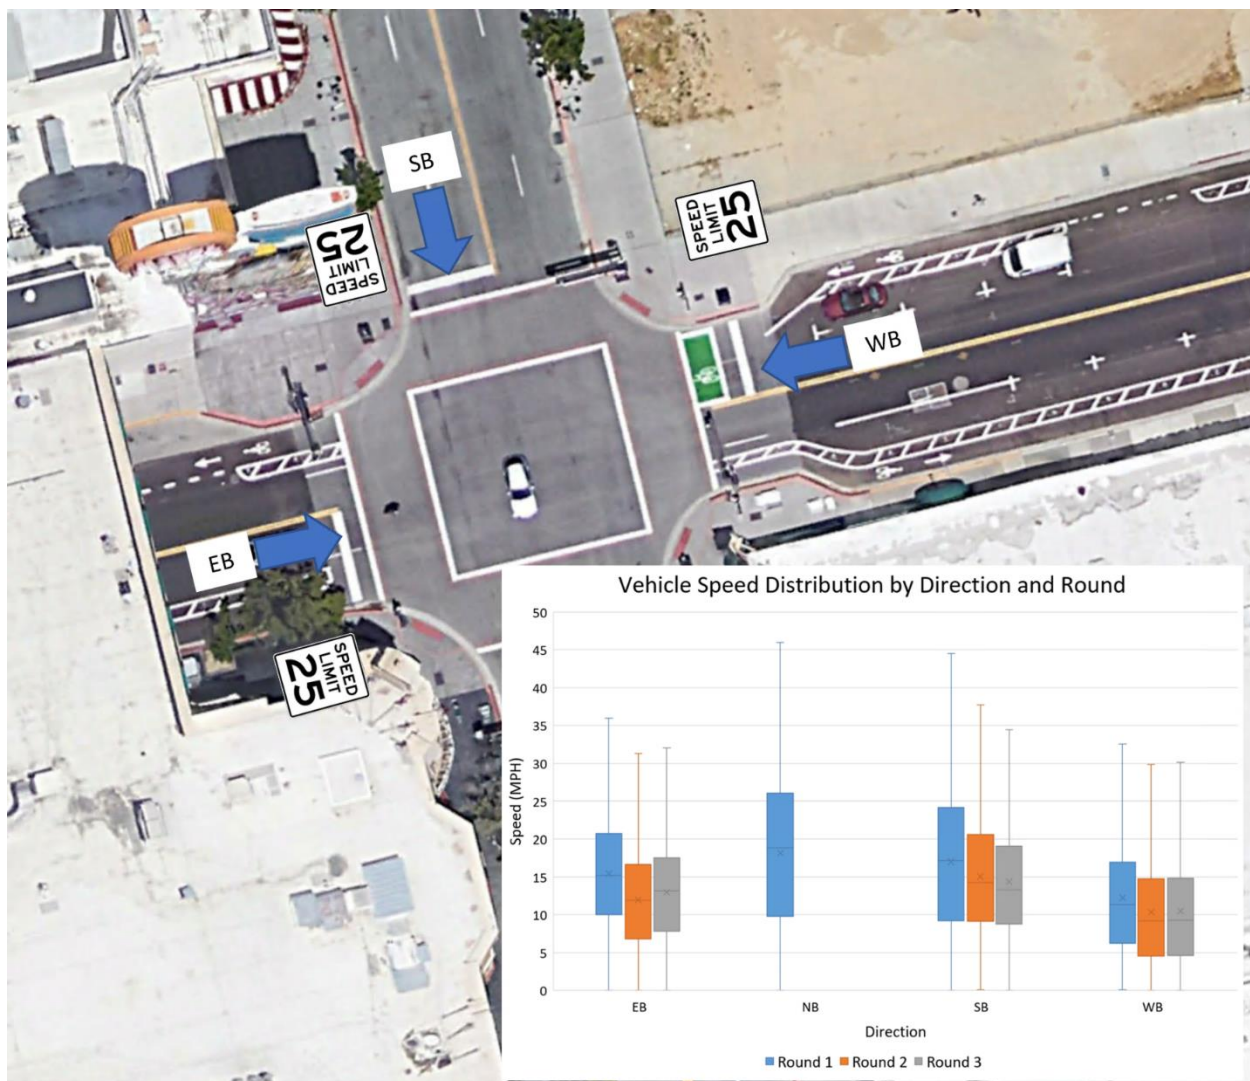 SB
SPEED
LIMIT
25
SPEED
LIMIT
25
WB
EB
SPEED
LIMIT
25
Vehicle Speed Distribution by Direction and Round
50
45
40
35
30
25
20
15
10
5
0
Speed (MPH)
EB NB SB WB
Direction
Round 1 Round 2 Round 3